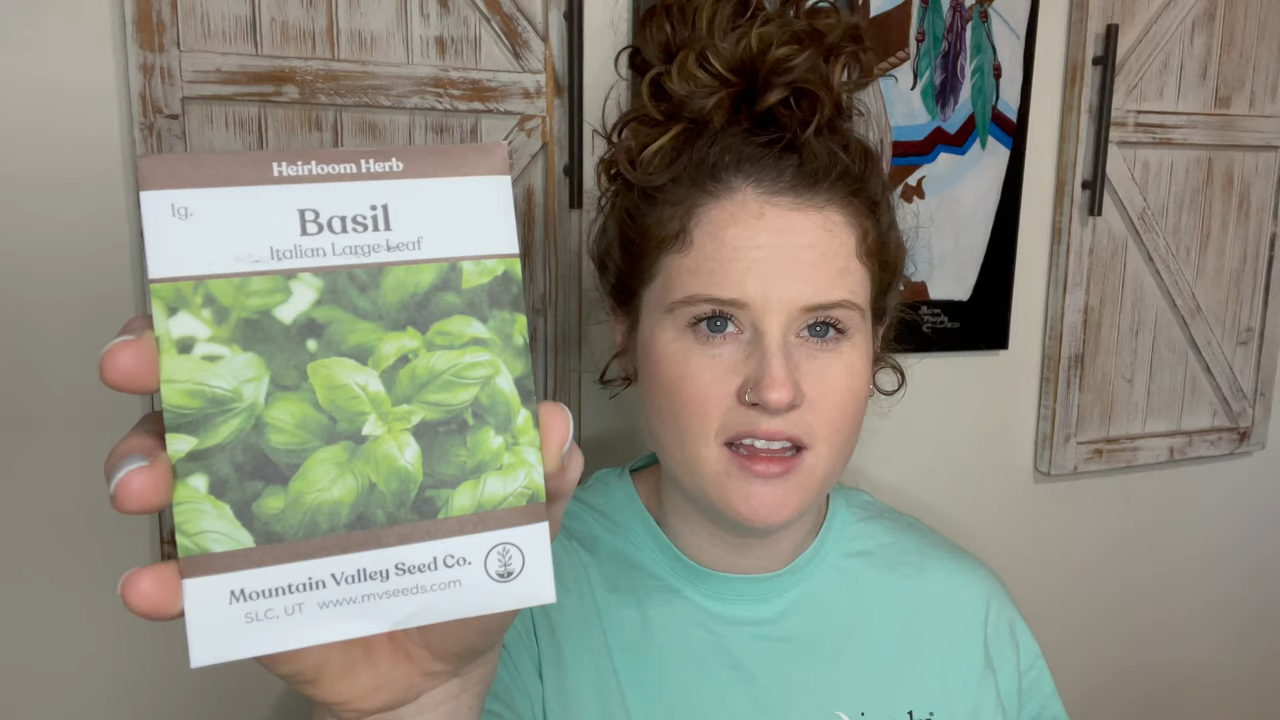 Heirloom Herb
lg.
Basil
Italian Large Leaf
Mountain Valley Seed Co.
SLC, UT www.mvseeds.com